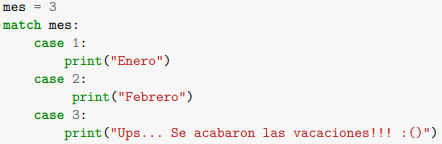 mes = 3
match mes:
    case 1:
        print("Enero")
    case 2:
         print("Febrero")
    case 3:
        print("Ups... Se acabaron las vacaciones!!! :()")